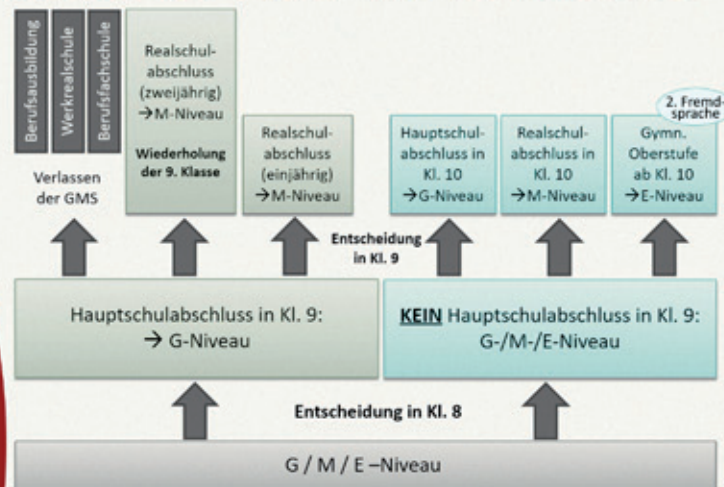 Berufsausbildung
Werkrealschule
Berufsfachschule
Verlassen
der GMS
Realschul-
abschluss
(zweijährig)
→M-Niveau
Wiederholung
der 9. Klasse
Realschul-
abschluss
(einjährig)
→M-Niveau
Hauptschul-
abschluss in
Kl. 10
→G-Niveau
Realschul-
abschluss in
Kl. 10
→M-Niveau
2. Fremd-
sprache
Gymn.
Oberstufe
ab Kl. 10
→E-Niveau
Entscheidung
in Kl. 9
Hauptschulabschluss in Kl. 9:
→ G-Niveau
KEIN Hauptschulabschluss in Kl. 9:
G-/M-/E-Niveau
Entscheidung in Kl. 8
G / M / E –Niveau